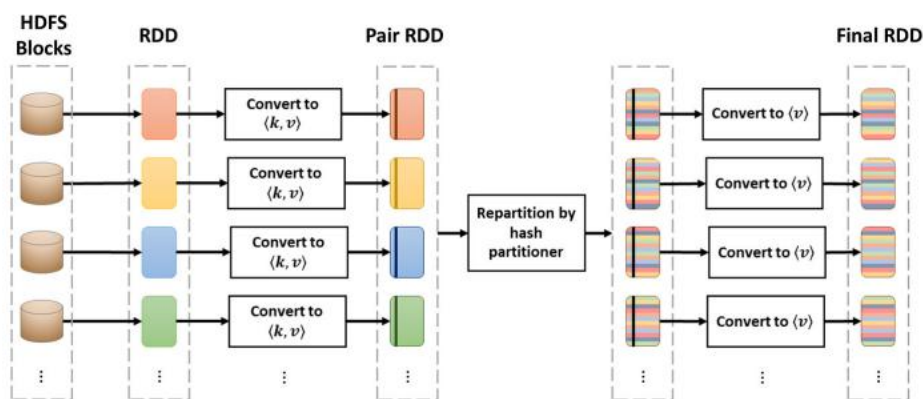 HDFS
Blocks
RDD
Pair RDD
Final RDD
Convert to
⟨k, v⟩
Convert to ⟨v⟩
Convert to
⟨k, v⟩
Convert to ⟨v⟩
Repartition by
hash
partitioner
Convert to
⟨k, v⟩
Convert to ⟨v⟩
Convert to
⟨k, v⟩
Convert to ⟨v⟩
⋮
⋮
⋮
⋮
⋮
⋮
⋮